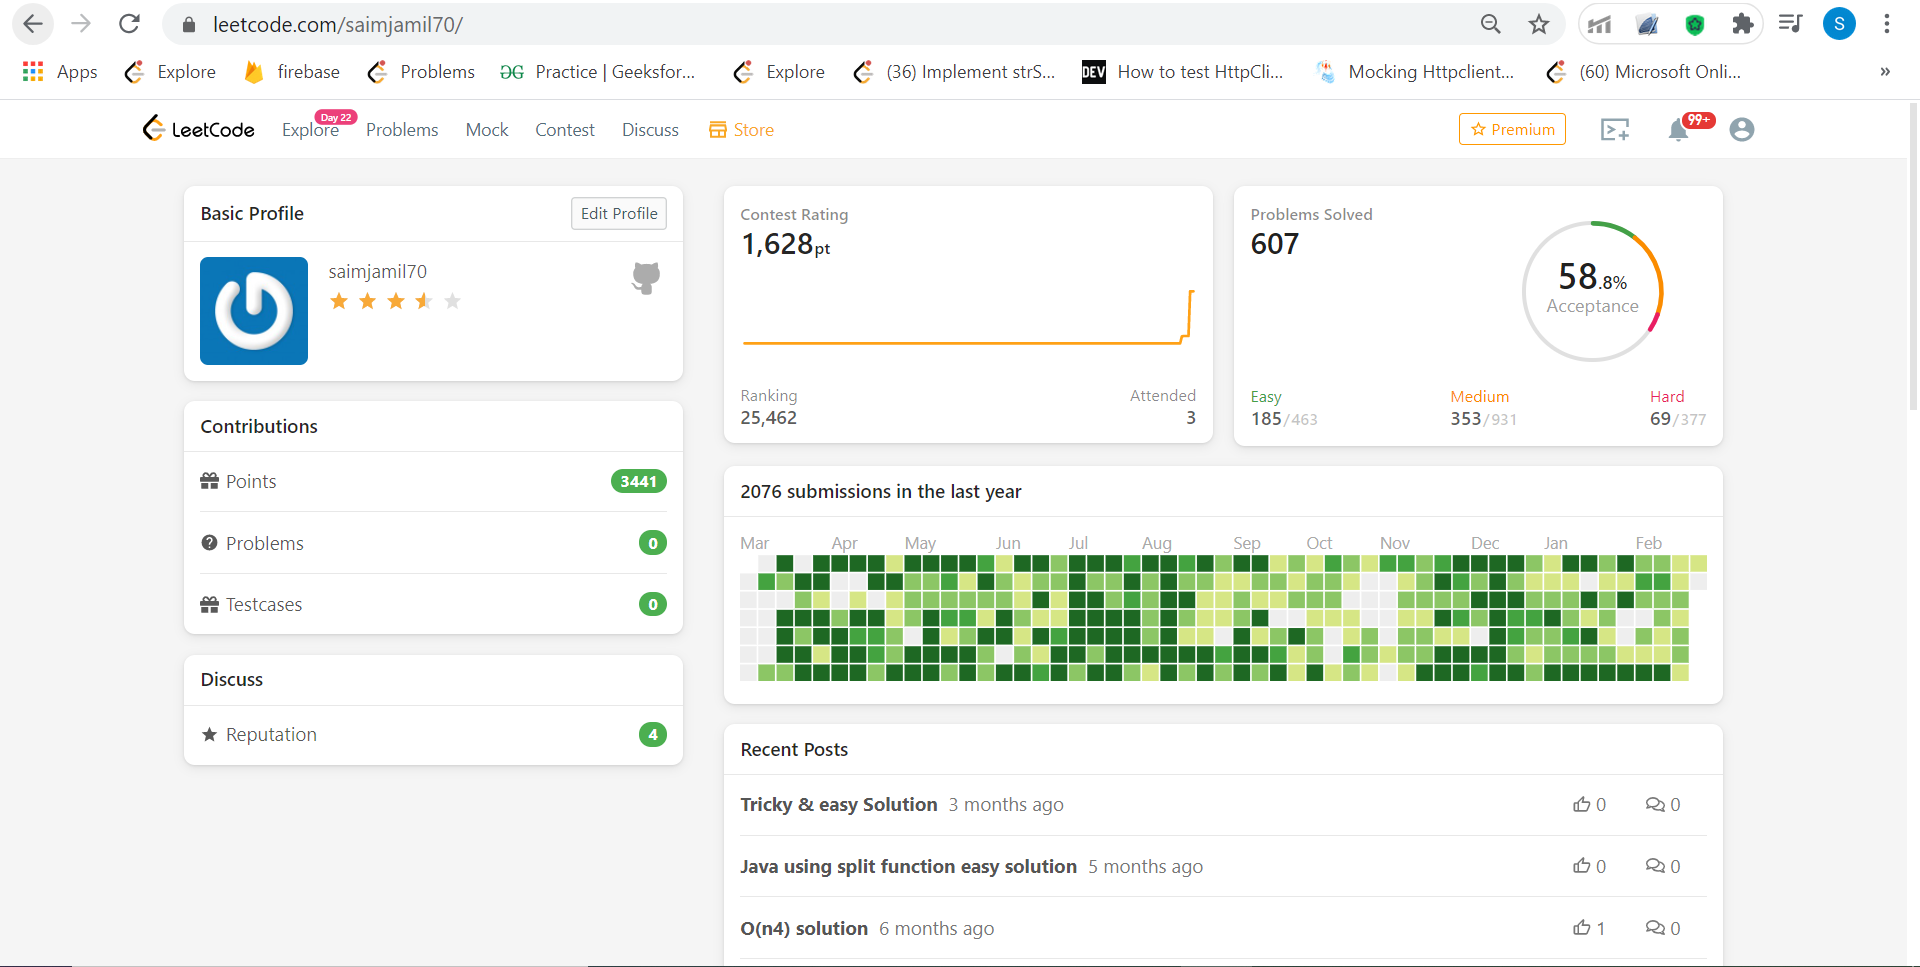 leetcode.com/saimjamil70/
S
Apps Explore firebase Problems Practice | Geeksfor... Explore (36) Implement strS... DEV How to test HttpCli... Mocking Httpclient... (60) Microsoft Onli... »
LeetCode Explore Day 22 Problems Mock Contest Discuss Store Premium 99+
Basic Profile Edit Profile
saimjamil70
Contributions
Points 3441
Problems 0
Testcases 0
Discuss
Reputation 4
Contest Rating
1,628pt
Ranking Attended
25,462 3
Problems Solved
607
58.8%
Acceptance
Easy Medium Hard
185/463 353/931 69/377
2076 submissions in the last year
Mar Apr May Jun Jul Aug Sep Oct Nov Dec Jan Feb
Recent Posts
Tricky & easy Solution 3 months ago 0 0
Java using split function easy solution 5 months ago 0 0
O(n4) solution 6 months ago 1 0